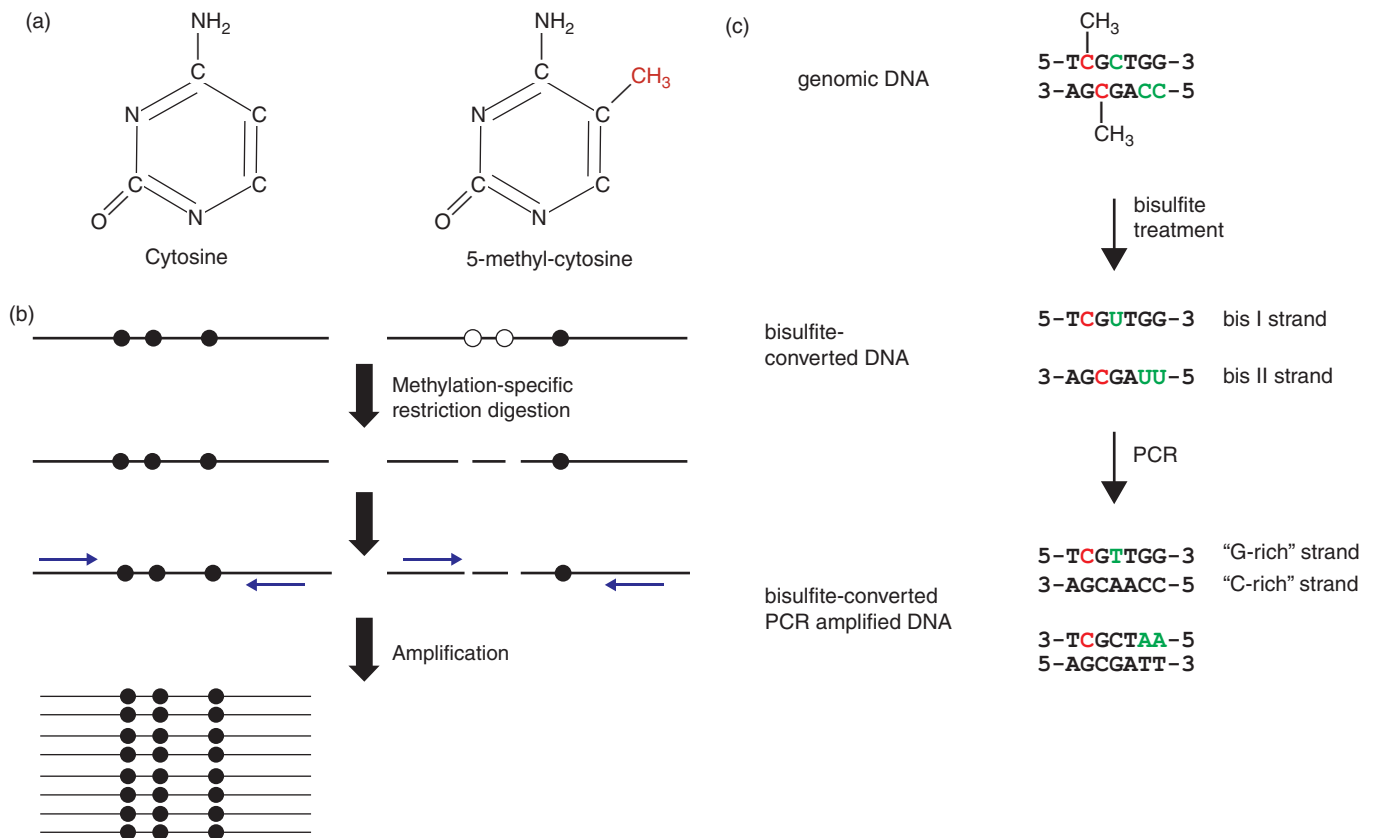 (a)
NH2
C
N
C
C
C
O
N
Cytosine
NH2
C
CH3
N
C
C
C
O
N
5-methyl-cytosine
(b)
Methylation-specific
restriction digestion
Amplification
(c)
genomic DNA
CH3
5-TCGCTGG-3
3-AGCGACC-5
CH3
bisulfite
treatment
bisulfite-
converted DNA
5-TCGUTGG-3 bis I strand
3-AGCGAUU-5 bis II strand
PCR
bisulfite-converted
PCR amplified DNA
5-TCGTTGG-3 “G-rich” strand
3-AGCAACC-5 “C-rich” strand
3-TCGCTAA-5
5-AGCGATT-3